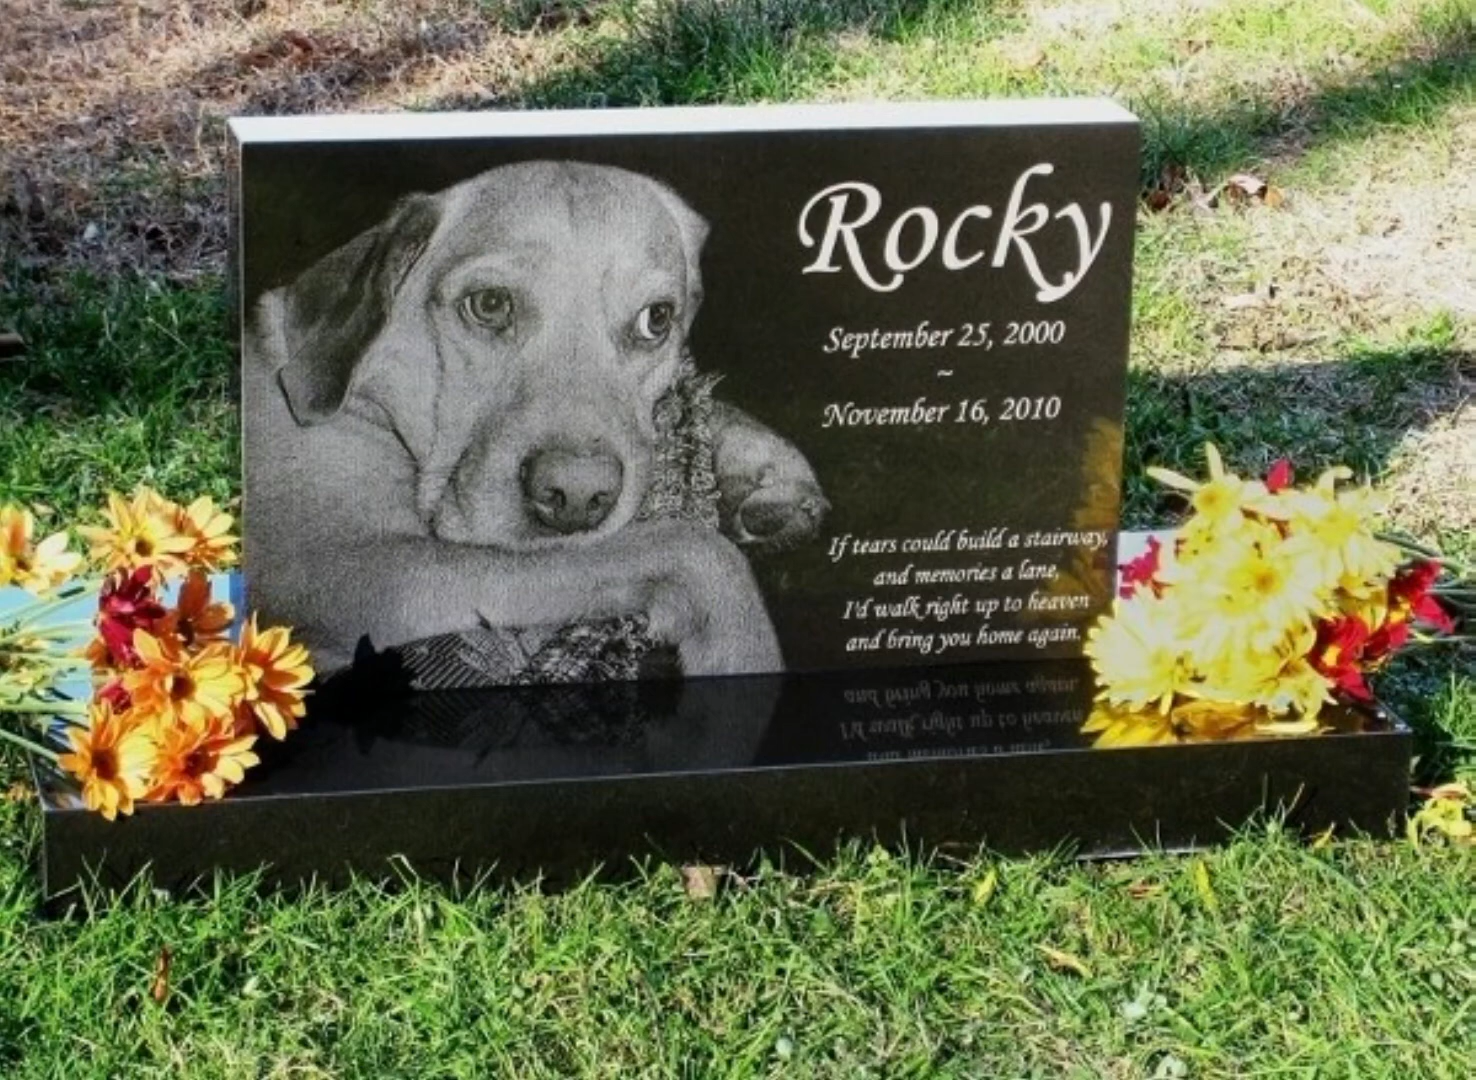 Rocky
September 25, 2000
~
November 16, 2010
If tears could build a stairway,
and memories a lane,
I'd walk right up to heaven
and bring you home again.